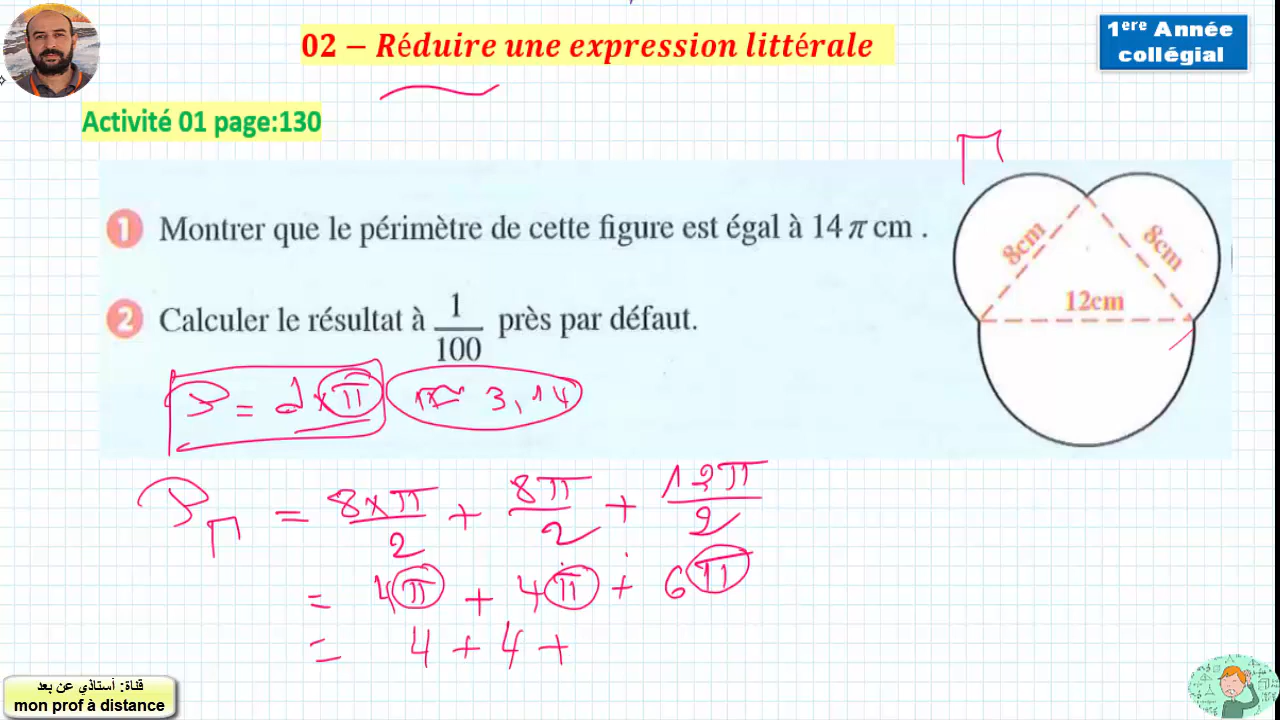 02 – Réduire une expression littérale
1ere Année
collégial
Activité 01 page:130
1 Montrer que le périmètre de cette figure est égal à 14 π cm .
2 Calculer le résultat à 1/100 près par défaut.
8cm
8cm
12cm
Γ
P = d × π π ≈ 3,14
P Γ = 8×π/2 + 8π/2 + 12π/2
= 4π + 4π + 6π
= 4 + 4 +
قناة: أستاذي عن بعد
mon prof à distance